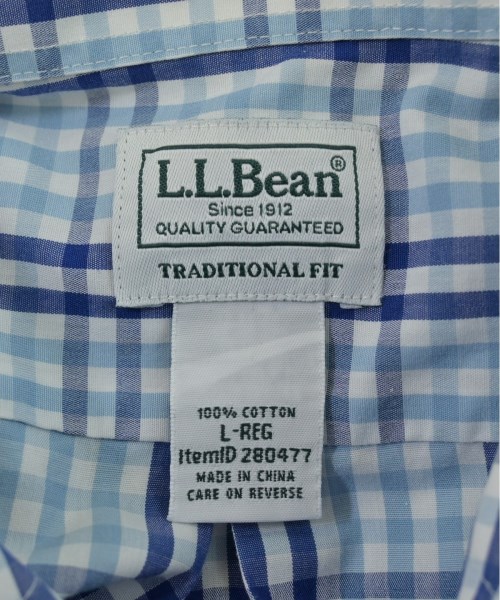 L.L.Bean®
Since 1912
QUALITY GUARANTEED
TRADITIONAL FIT
100% COTTON
L-REG
ItemID 280477
MADE IN CHINA
CARE ON REVERSE